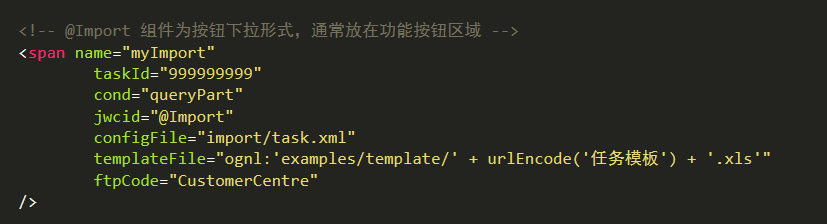 <!-- @Import 组件为按钮下拉形式，通常放在功能按钮区域 -->
<span name="myImport"
taskId="999999999"
cond="queryPart"
jwcid="@Import"
configFile="import/task.xml"
templateFile="ognl:'examples/template/' + urlEncode('任务模板') + '.xls'"
ftpCode="CustomerCentre"
/>